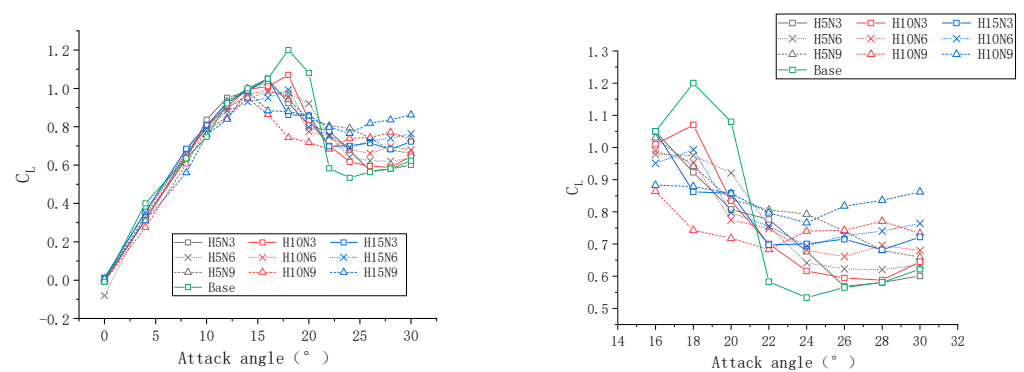 1.2
1.0
0.8
0.6
0.4
0.2
0.0
-0.2
C_L
H5N3 H10N3 H15N3
H5N6 H10N6 H15N6
H5N9 H10N9 H15N9
Base
0 5 10 15 20 25 30
Attack angle（°）
H5N3 H10N3 H15N3
H5N6 H10N6 H10N6
H5N9 H10N9 H10N9
Base
1.3
1.2
1.1
1.0
0.9
0.8
0.7
0.6
0.5
C_L
14 16 18 20 22 24 26 28 30 32
Attack angle（°）